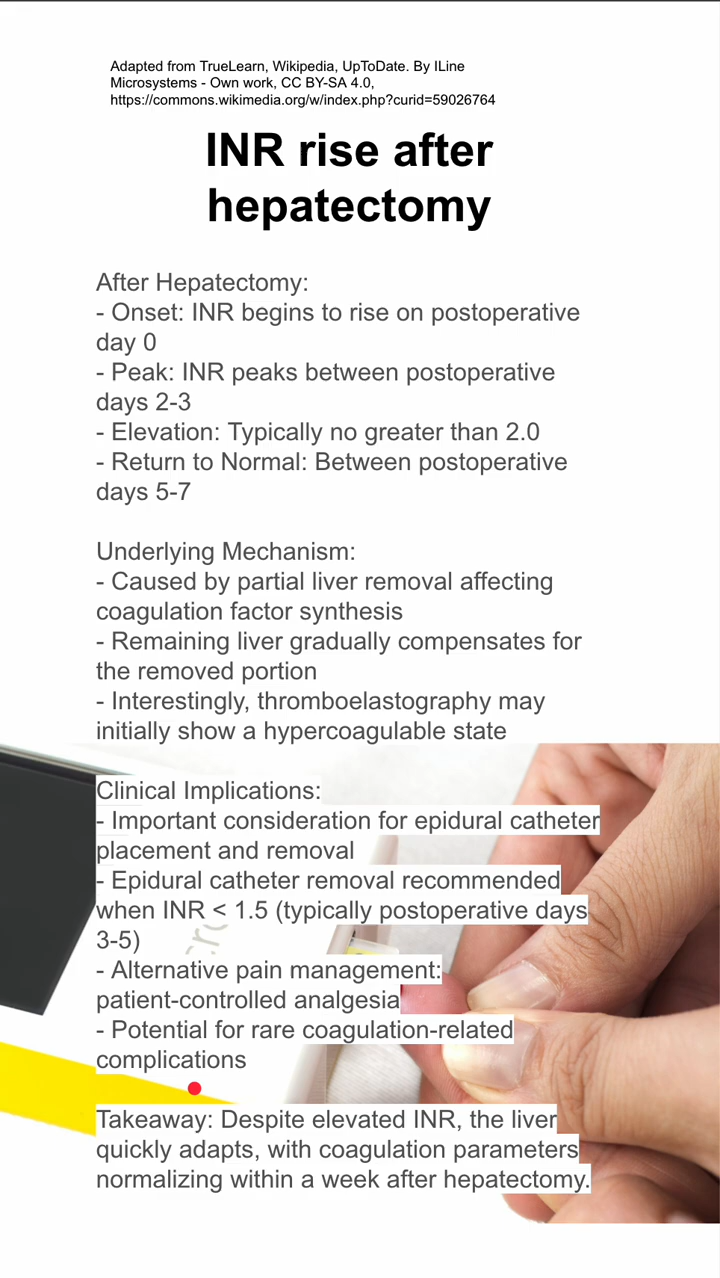 Adapted from TrueLearn, Wikipedia, UpToDate. By ILine
Microsystems - Own work, CC BY-SA 4.0,
https://commons.wikimedia.org/w/index.php?curid=59026764
INR rise after
hepatectomy
After Hepatectomy:
- Onset: INR begins to rise on postoperative
day 0
- Peak: INR peaks between postoperative
days 2-3
- Elevation: Typically no greater than 2.0
- Return to Normal: Between postoperative
days 5-7
Underlying Mechanism:
- Caused by partial liver removal affecting
coagulation factor synthesis
- Remaining liver gradually compensates for
the removed portion
- Interestingly, thromboelastography may
initially show a hypercoagulable state
Clinical Implications:
- Important consideration for epidural catheter
placement and removal
- Epidural catheter removal recommended
when INR < 1.5 (typically postoperative days
3-5)
- Alternative pain management:
patient-controlled analgesia
- Potential for rare coagulation-related
complications
Takeaway: Despite elevated INR, the liver
quickly adapts, with coagulation parameters
normalizing within a week after hepatectomy.